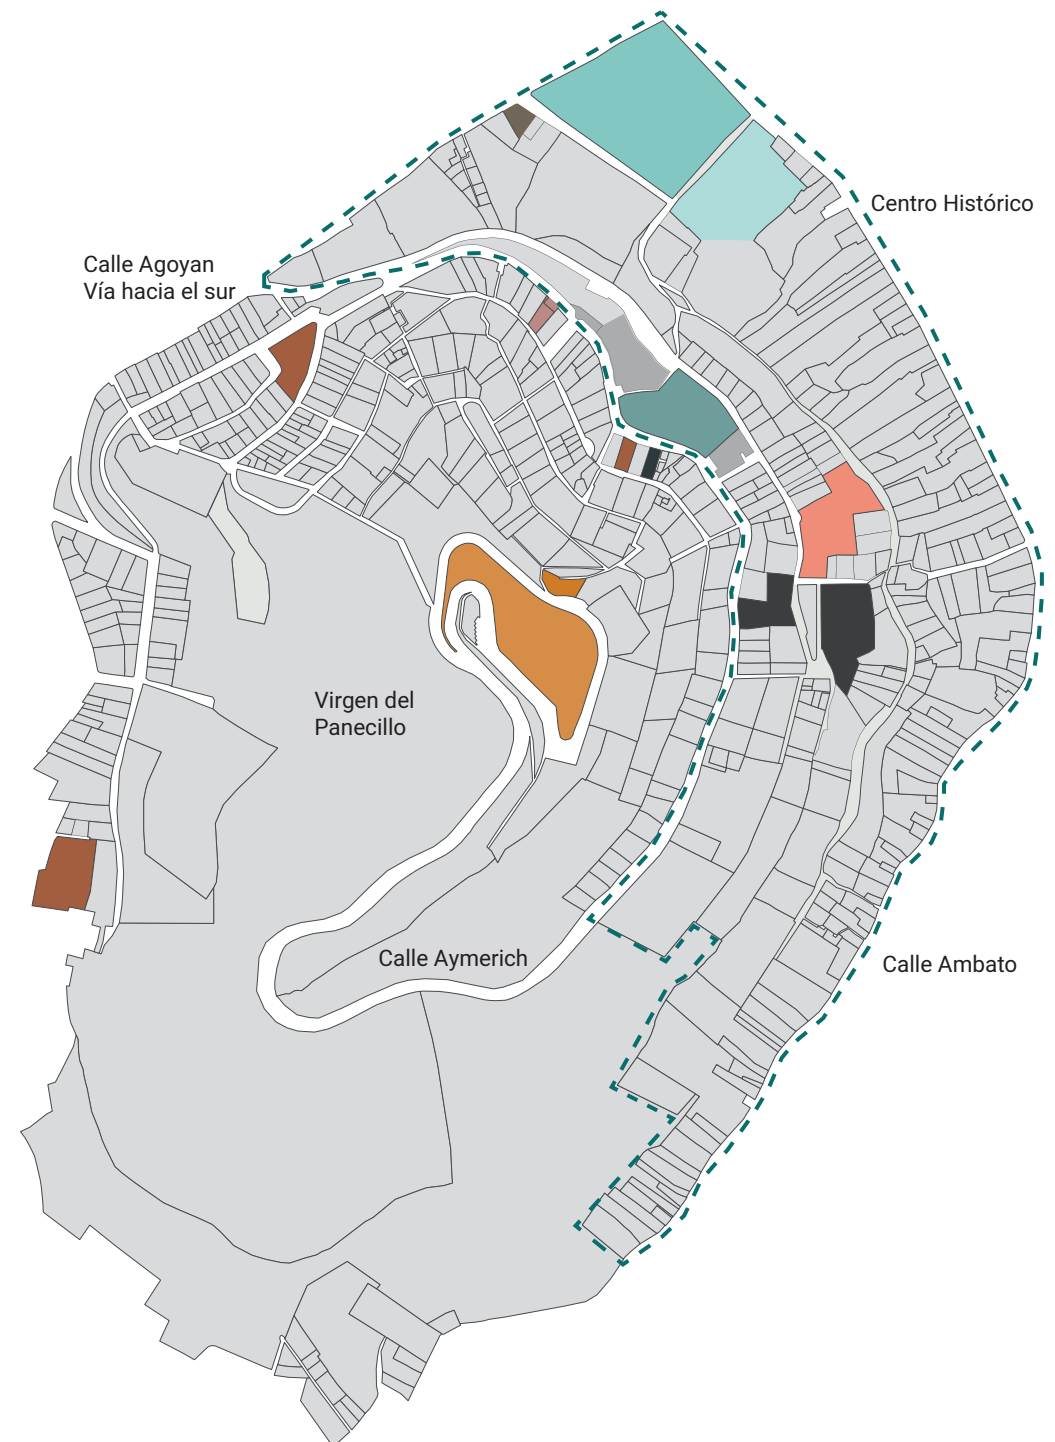 Centro Histórico
Calle Agoyan
Vía hacia el sur
Virgen del
Panecillo
Calle Aymerich
Calle Ambato